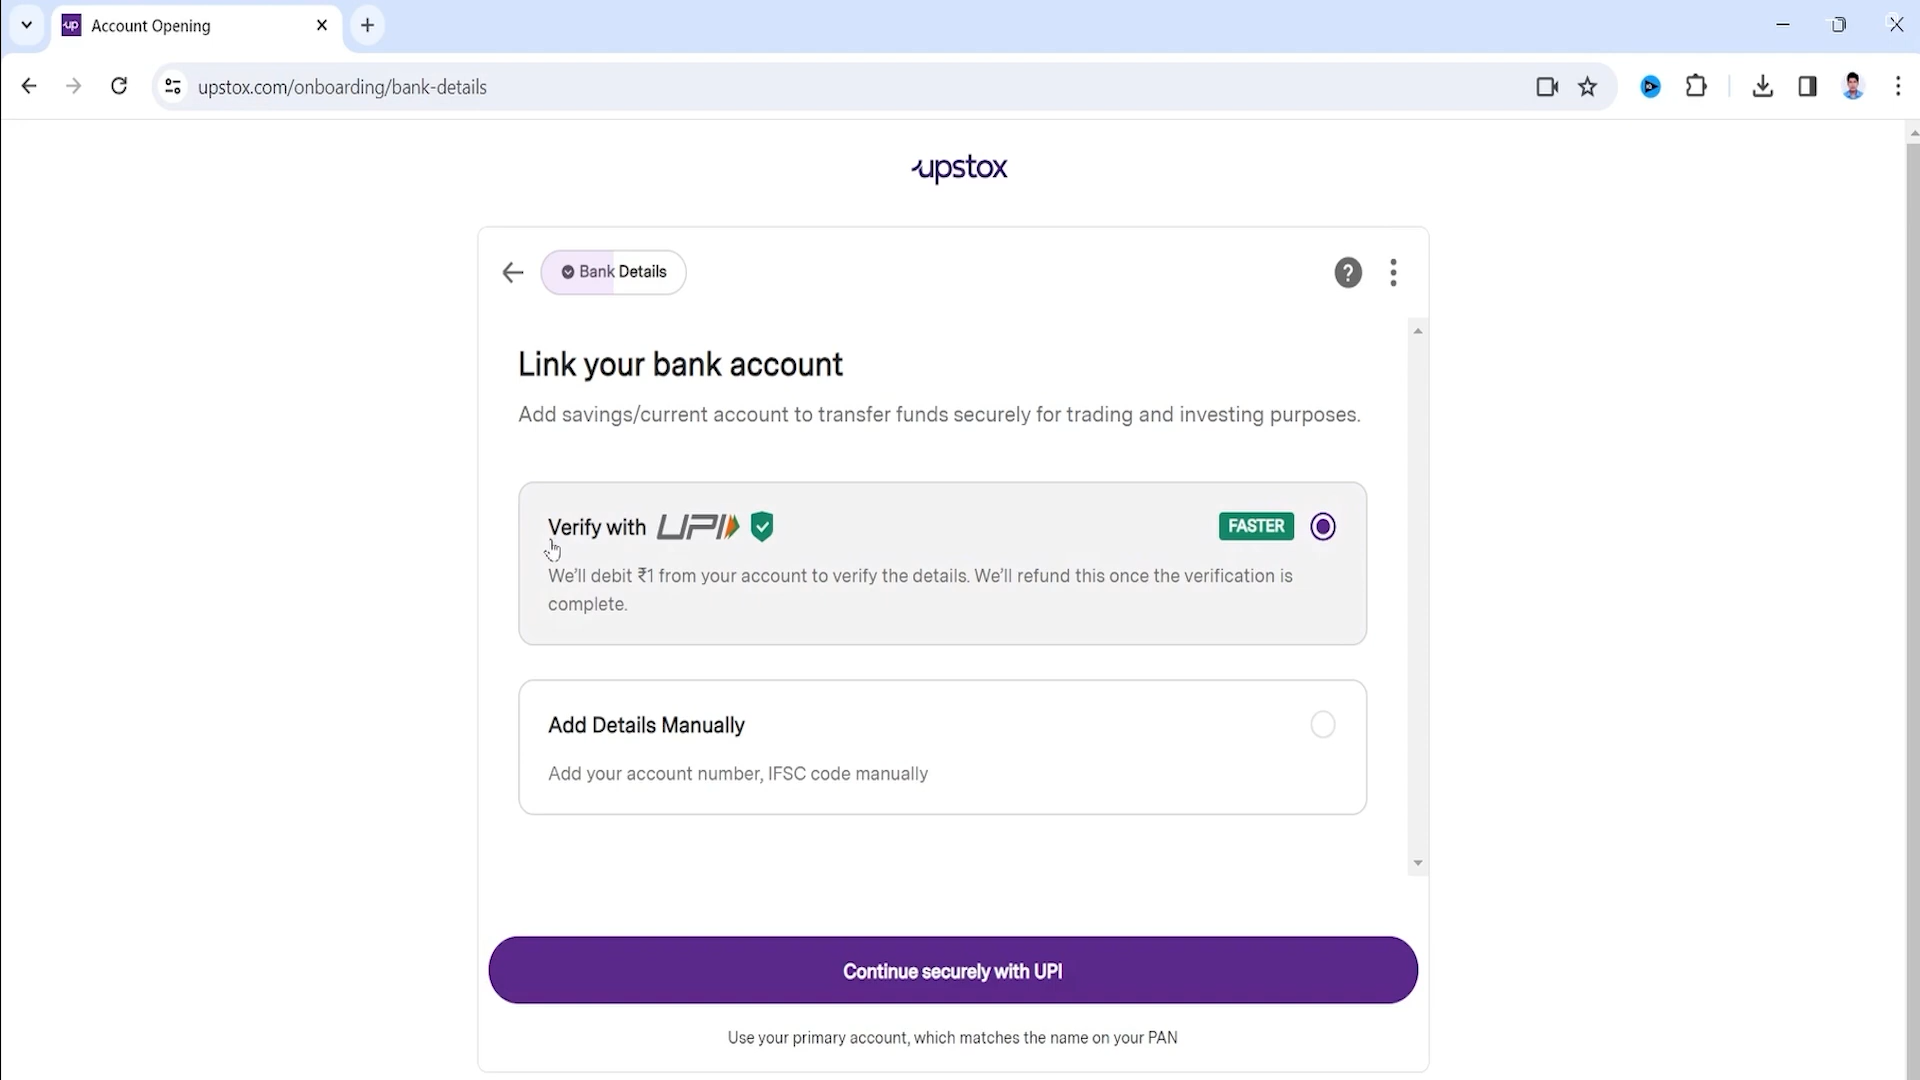 up Account Opening
upstox.com/onboarding/bank-details
upstox
Bank Details
?
Link your bank account
Add savings/current account to transfer funds securely for trading and investing purposes.
Verify with UPI
FASTER
We'll debit ₹1 from your account to verify the details. We'll refund this once the verification is
complete.
Add Details Manually
Add your account number, IFSC code manually
Continue securely with UPI
Use your primary account, which matches the name on your PAN